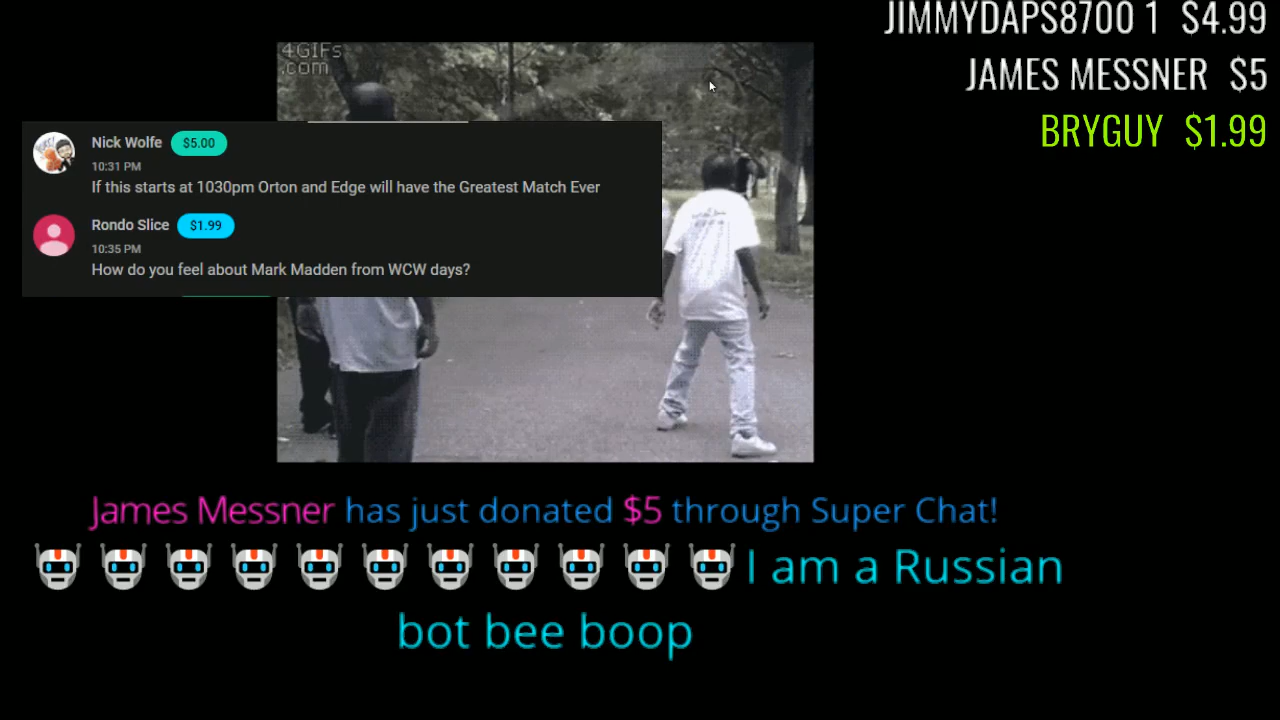 JIMMYDAPS8700 1 $4.99
JAMES MESSNER $5
BRYGUY $1.99
4GIFs
.com
Nick Wolfe $5.00
10:31 PM
If this starts at 1030pm Orton and Edge will have the Greatest Match Ever
Rondo Slice $1.99
10:35 PM
How do you feel about Mark Madden from WCW days?
James Messner has just donated $5 through Super Chat!
I am a Russian
bot bee boop